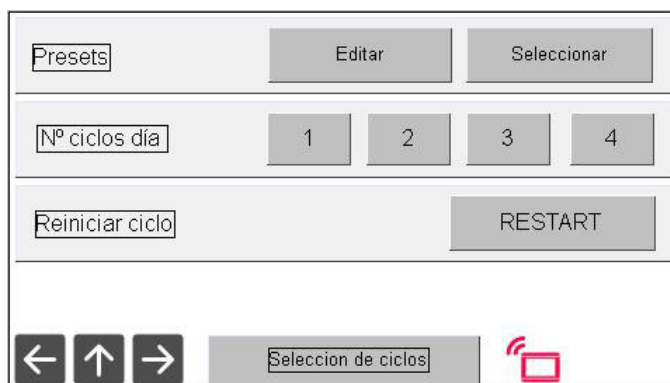 Presets Editar Seleccionar
Nº ciclos día 1 2 3 4
Reiniciar ciclo RESTART
Seleccion de ciclos